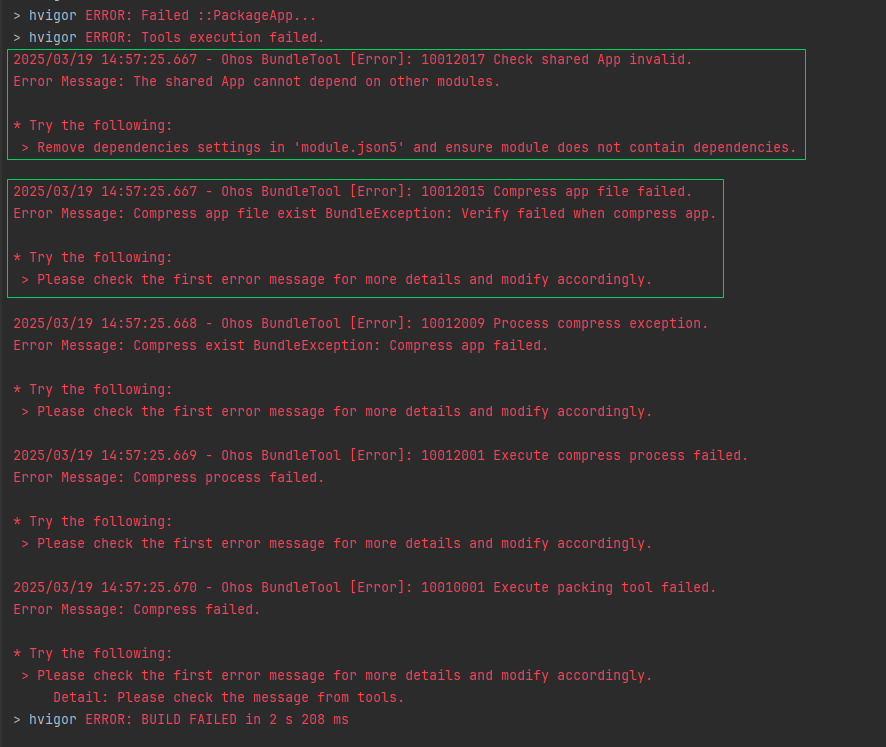 > hvigor ERROR: Failed ::PackageApp...
> hvigor ERROR: Tools execution failed.
2025/03/19 14:57:25.667 - Ohos BundleTool [Error]: 10012017 Check shared App invalid.
Error Message: The shared App cannot depend on other modules.
* Try the following:
> Remove dependencies settings in 'module.json5' and ensure module does not contain dependencies.
2025/03/19 14:57:25.667 - Ohos BundleTool [Error]: 10012015 Compress app file failed.
Error Message: Compress app file exist BundleException: Verify failed when compress app.
* Try the following:
> Please check the first error message for more details and modify accordingly.
2025/03/19 14:57:25.668 - Ohos BundleTool [Error]: 10012009 Process compress exception.
Error Message: Compress exist BundleException: Compress app failed.
* Try the following:
> Please check the first error message for more details and modify accordingly.
2025/03/19 14:57:25.669 - Ohos BundleTool [Error]: 10012001 Execute compress process failed.
Error Message: Compress process failed.
* Try the following:
> Please check the first error message for more details and modify accordingly.
2025/03/19 14:57:25.670 - Ohos BundleTool [Error]: 10010001 Execute packing tool failed.
Error Message: Compress failed.
* Try the following:
> Please check the first error message for more details and modify accordingly.
Detail: Please check the message from tools.
> hvigor ERROR: BUILD FAILED in 2 s 208 ms